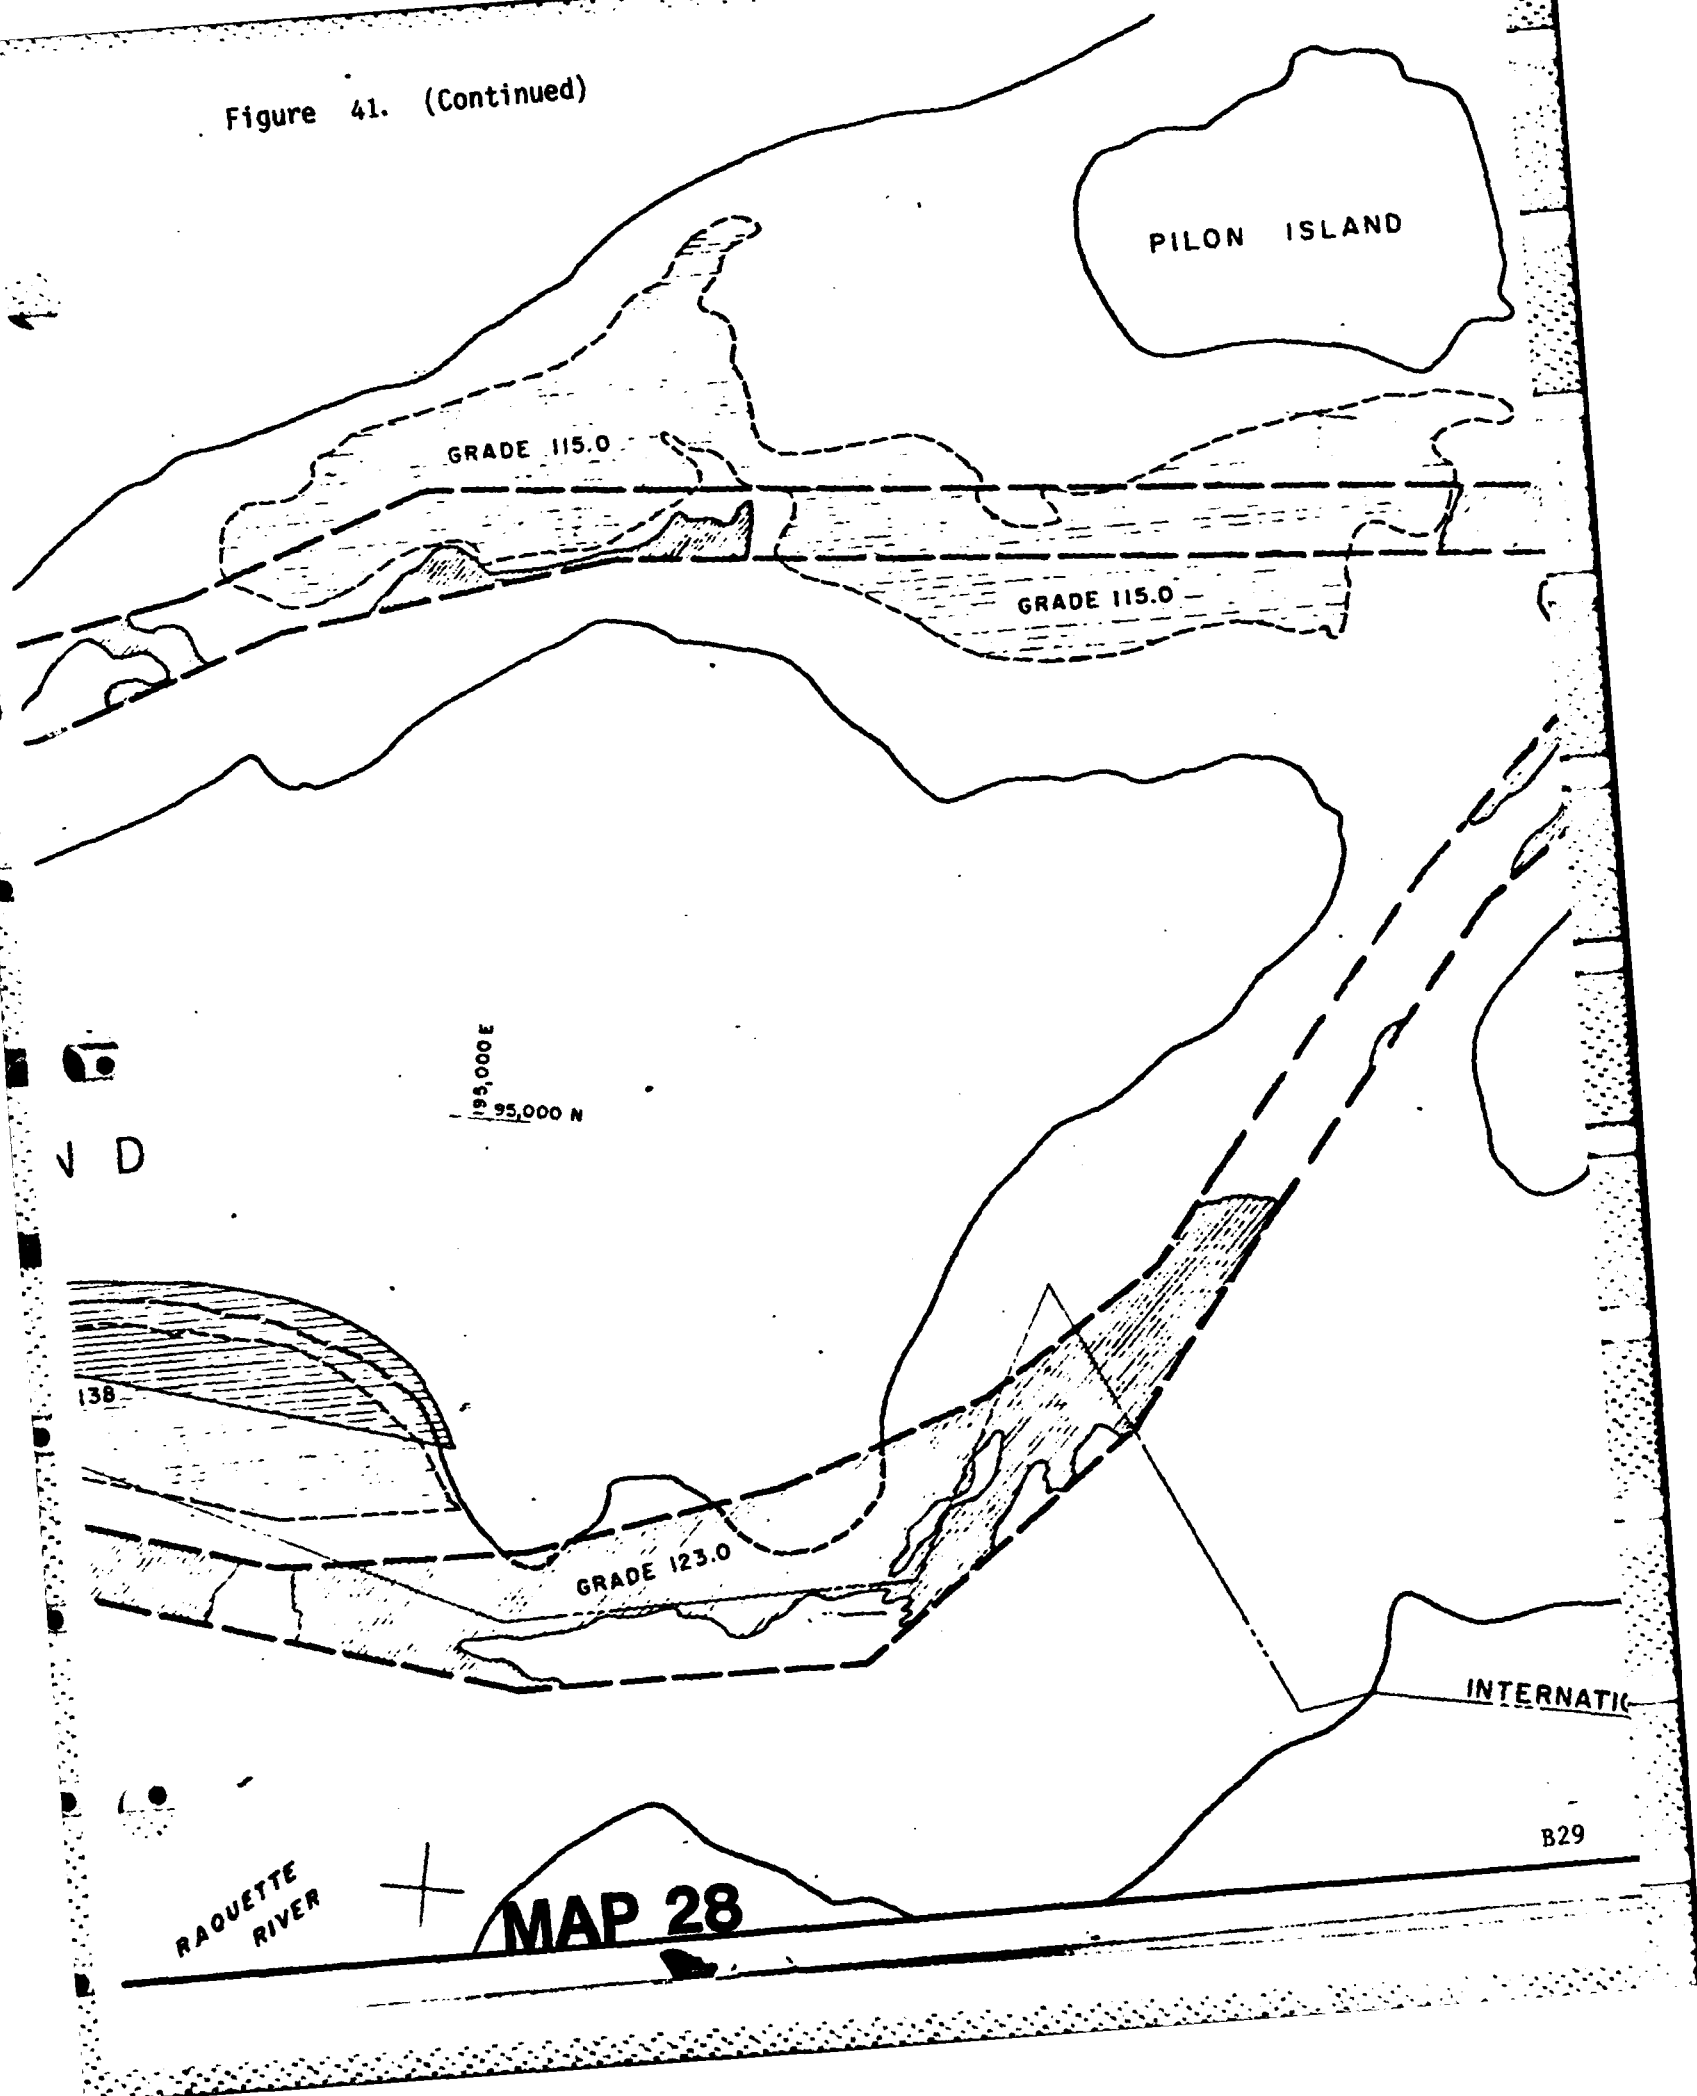 Figure 41. (Continued)
PILON ISLAND
GRADE 115.0
GRADE 115.0
195,000 E
95,000 N
D
138
GRADE 123.0
INTERNATI
B29
RAQUETTE
RIVER
MAP 28